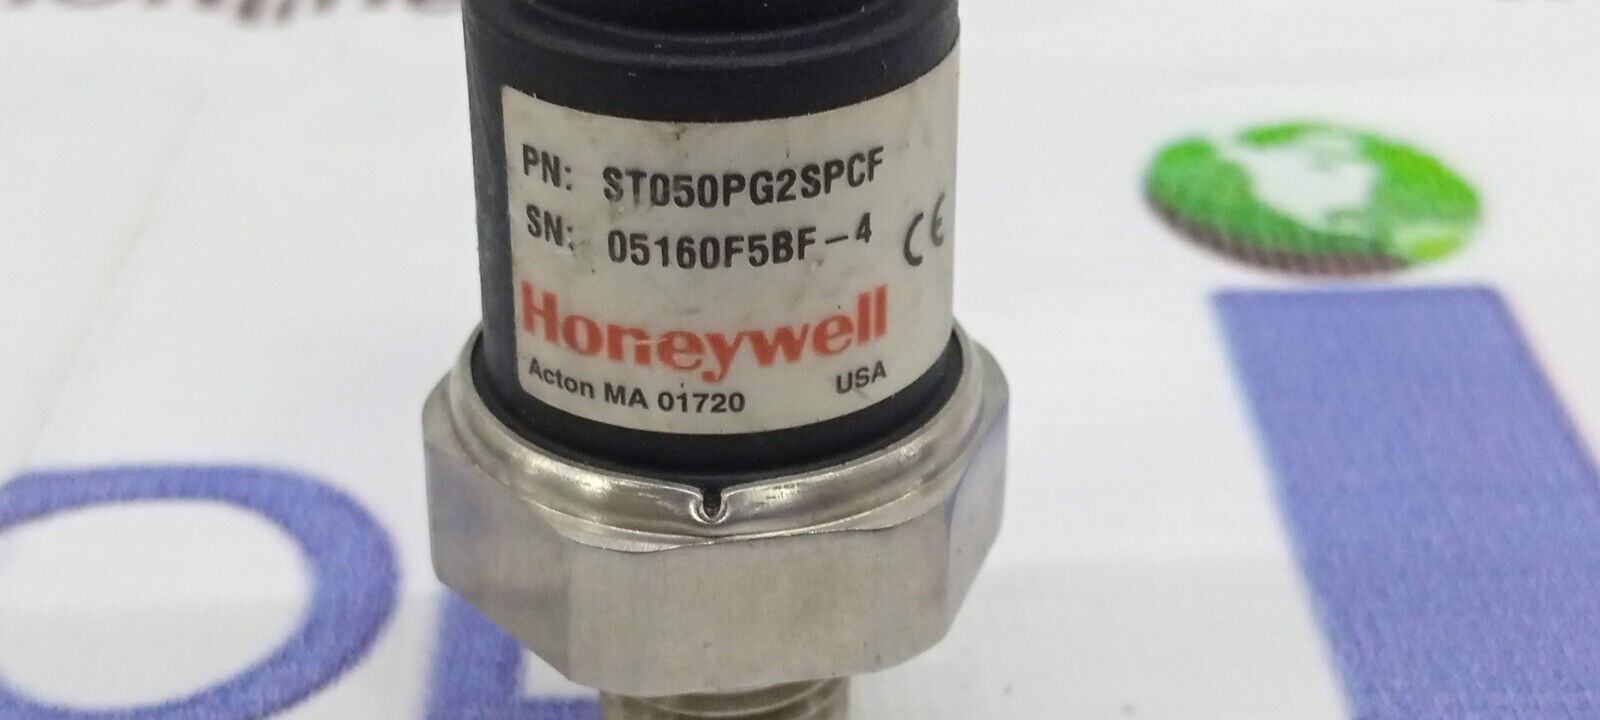 PN: ST050PG2SPCF
SN: 05160F5BF-4
CE
Honeywell
Acton MA 01720 USA